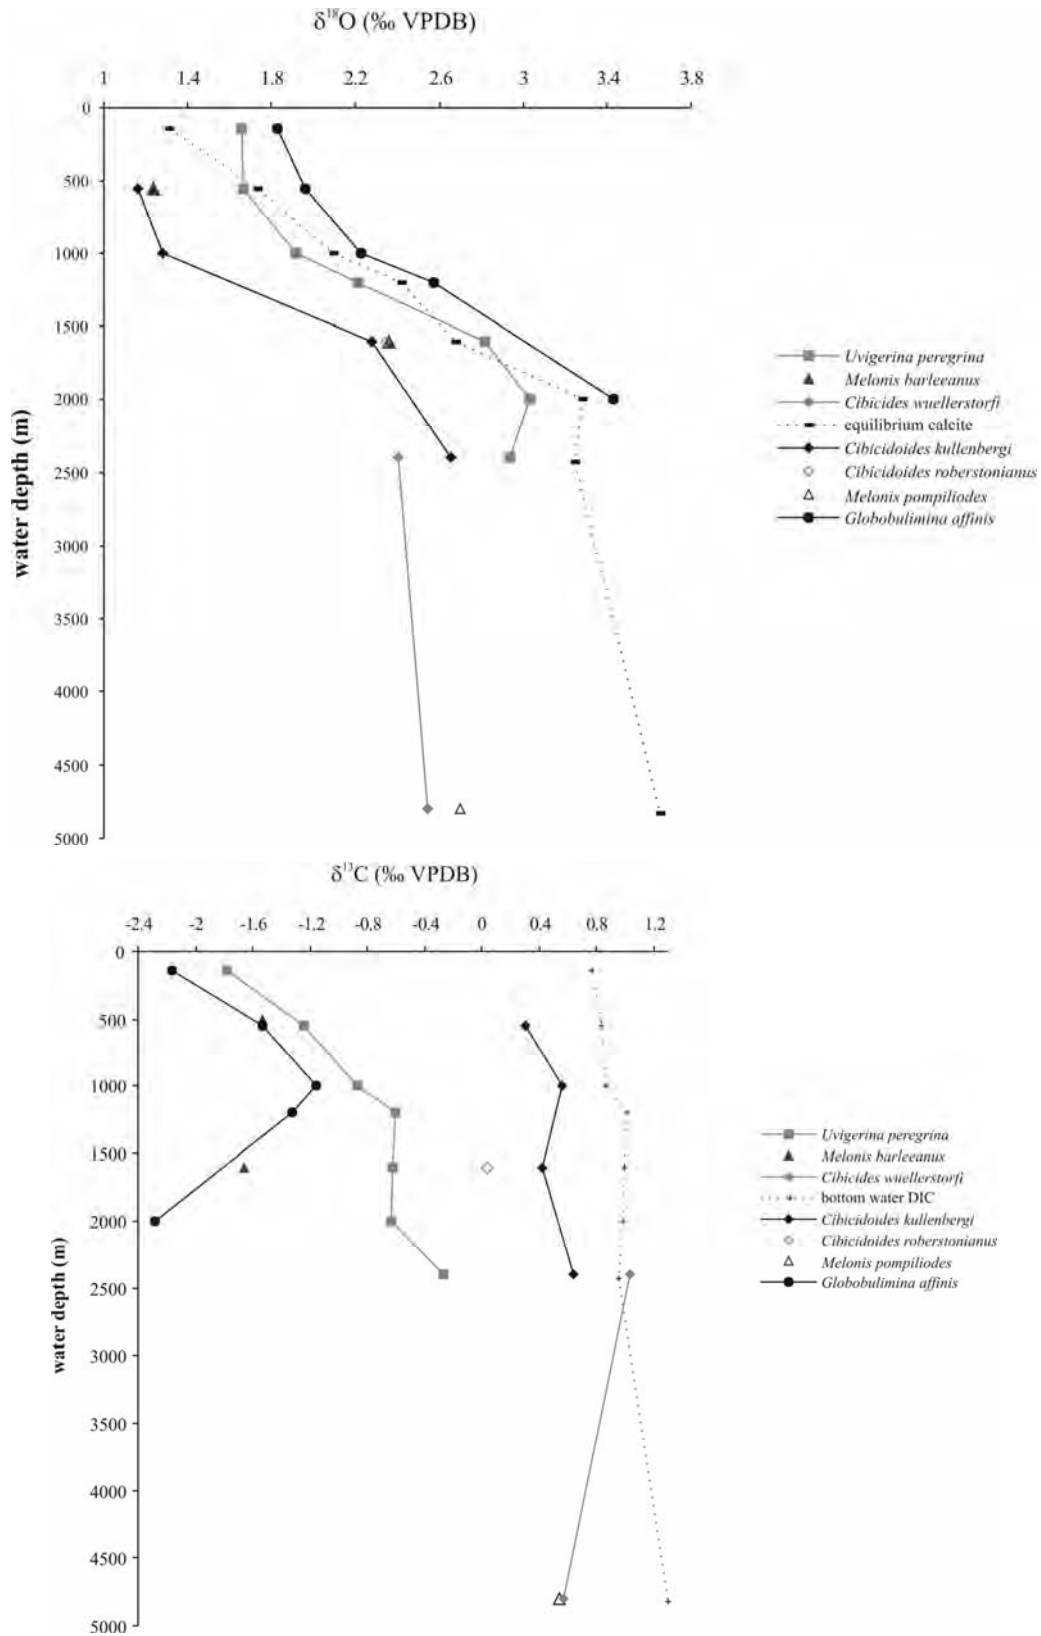 δ¹⁸O (‰ VPDB)
1 1.4 1.8 2.2 2.6 3 3.4 3.8
0
500
1000
1500
2000
2500
3000
3500
4000
4500
5000
water depth (m)
Uvigerina peregrina
Melonis barleeanus
Cibicides wuellerstorfi
equilibrium calcite
Cibicidoides kullenbergi
Cibicidoides roberstonianus
Melonis pompiliodes
Globobulimina affinis
δ¹³C (‰ VPDB)
-2.4 -2 -1.6 -1.2 -0.8 -0.4 0 0.4 0.8 1.2
0
500
1000
1500
2000
2500
3000
3500
4000
4500
5000
water depth (m)
Uvigerina peregrina
Melonis barleeanus
Cibicides wuellerstorfi
bottom water DIC
Cibicidoides kullenbergi
Cibicidoides roberstonianus
Melonis pompiliodes
Globobulimina affinis